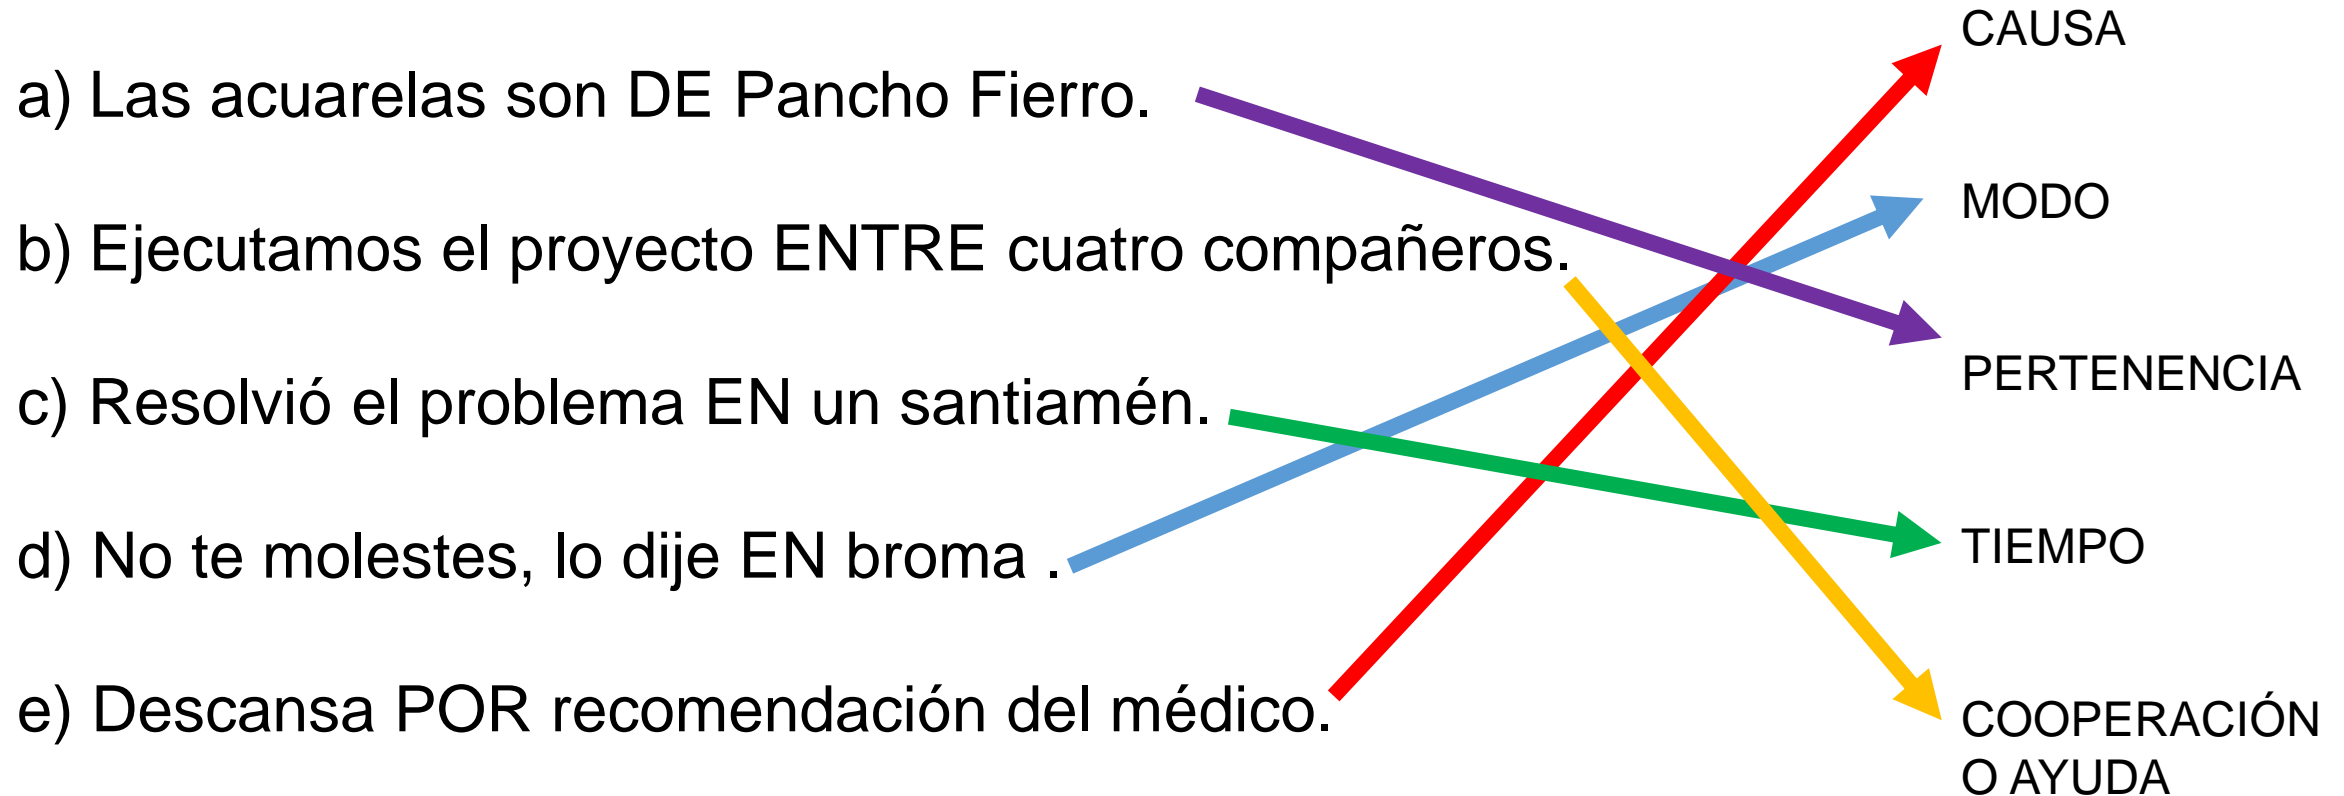 CAUSA
a) Las acuarelas son DE Pancho Fierro.
MODO
b) Ejecutamos el proyecto ENTRE cuatro compañeros.
PERTENENCIA
c) Resolvió el problema EN un santiamén.
TIEMPO
d) No te molestes, lo dije EN broma .
e) Descansa POR recomendación del médico.
COOPERACIÓN
O AYUDA